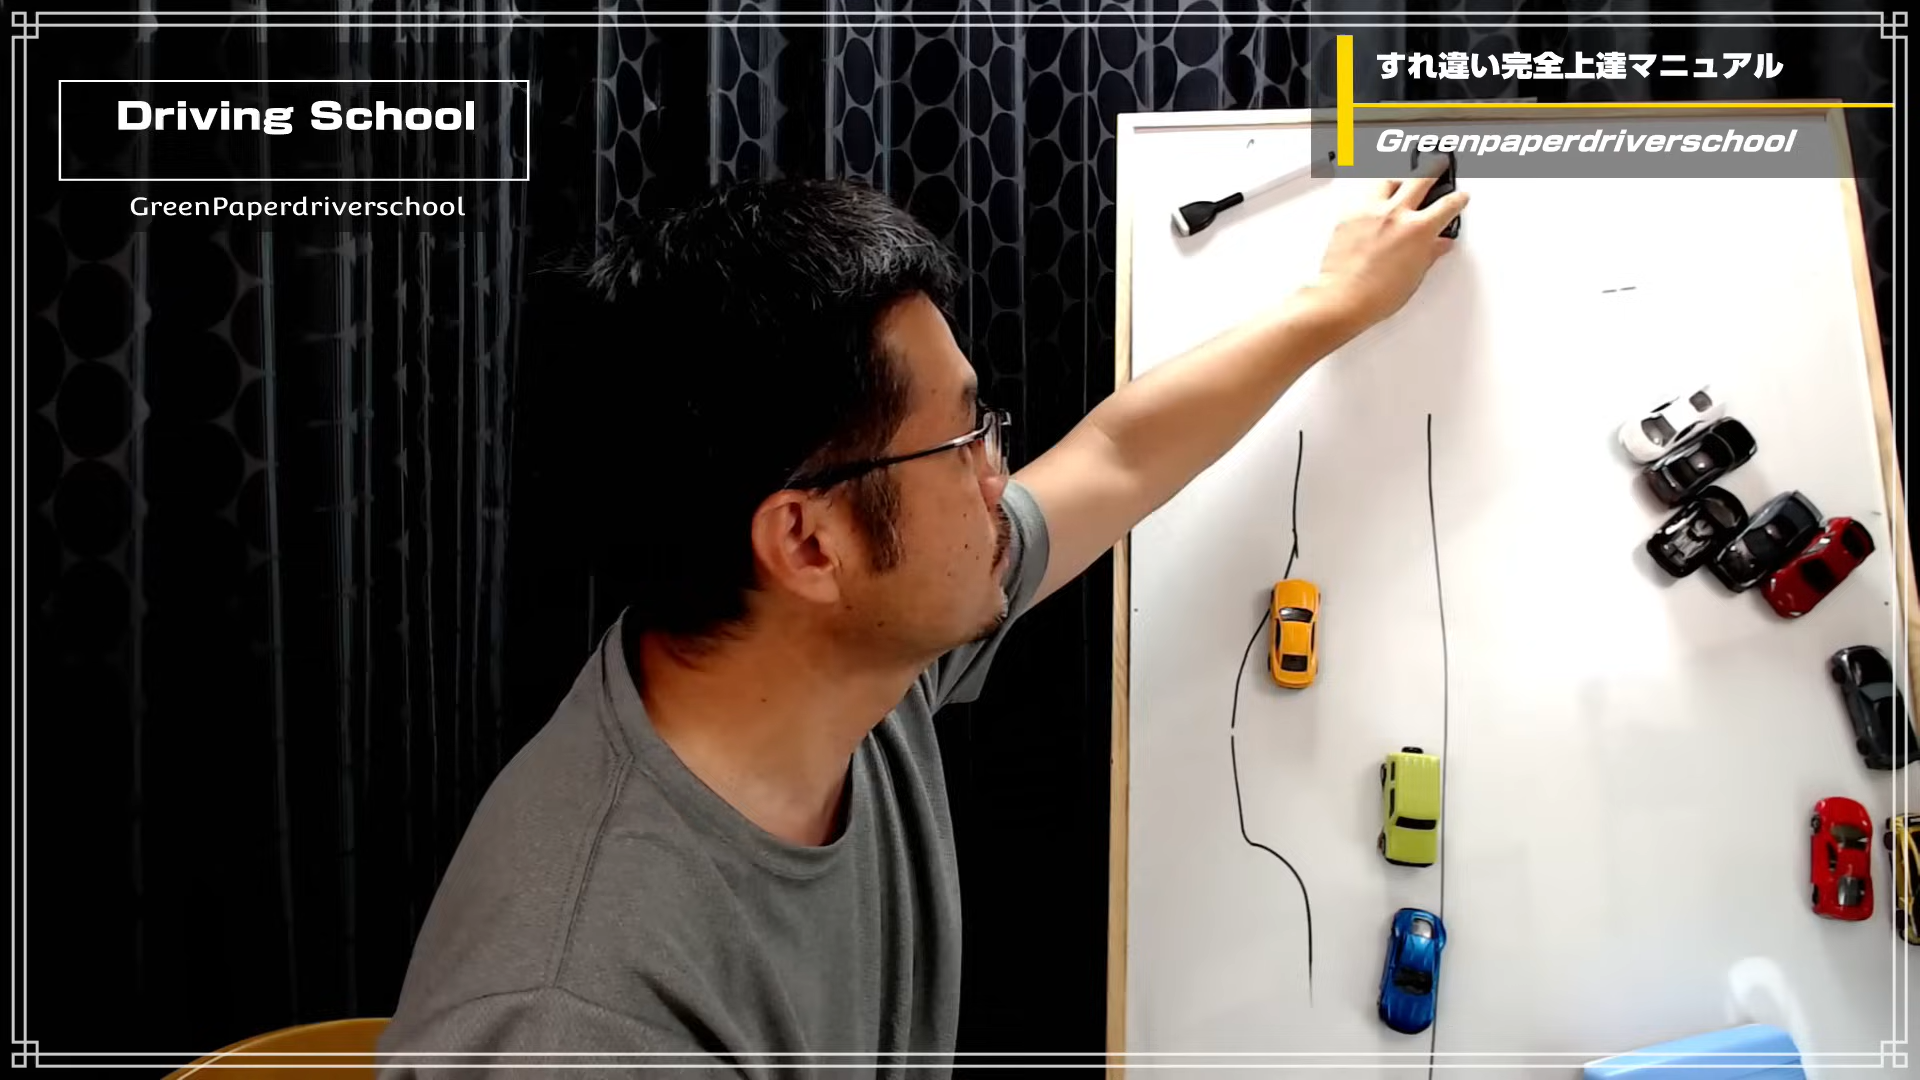 Driving School
GreenPaperdriverschool
すれ違い完全上達マニュアル
Greenpaperdriverschool